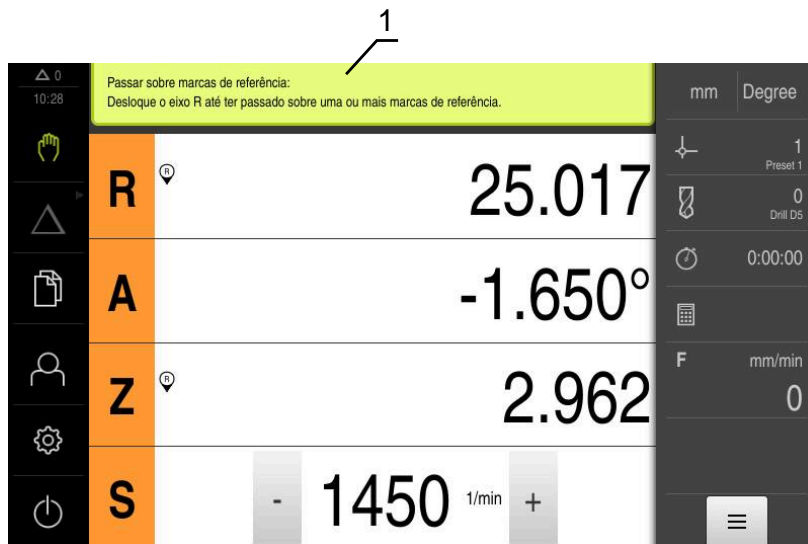 1
0
10:28
Passar sobre marcas de referência:
Desloque o eixo R até ter passado sobre uma ou mais marcas de referência.
mm Degree
R R 25.017
1
Preset 1
0
Drill D5
A -1.650°
0:00:00
Z R 2.962
F mm/min
0
S - 1450 1/min +